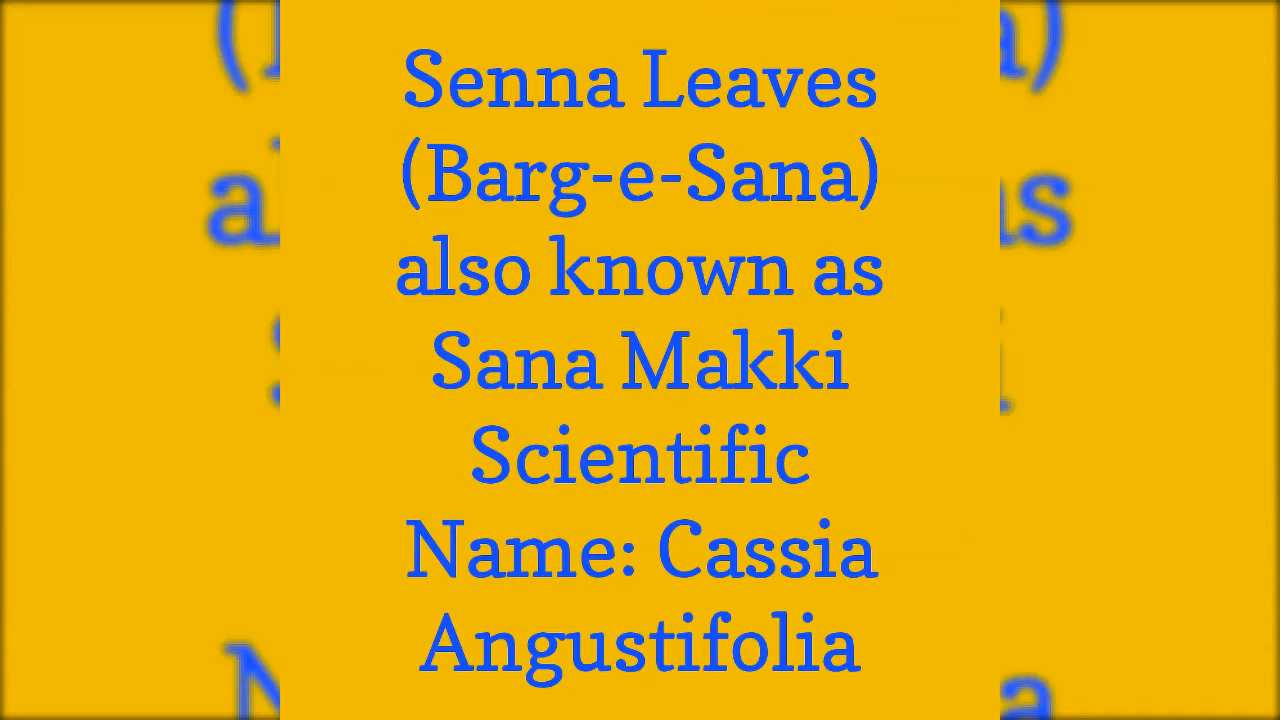 Senna Leaves
(Barg-e-Sana)
also known as
Sana Makki
Scientific
Name: Cassia
Angustifolia